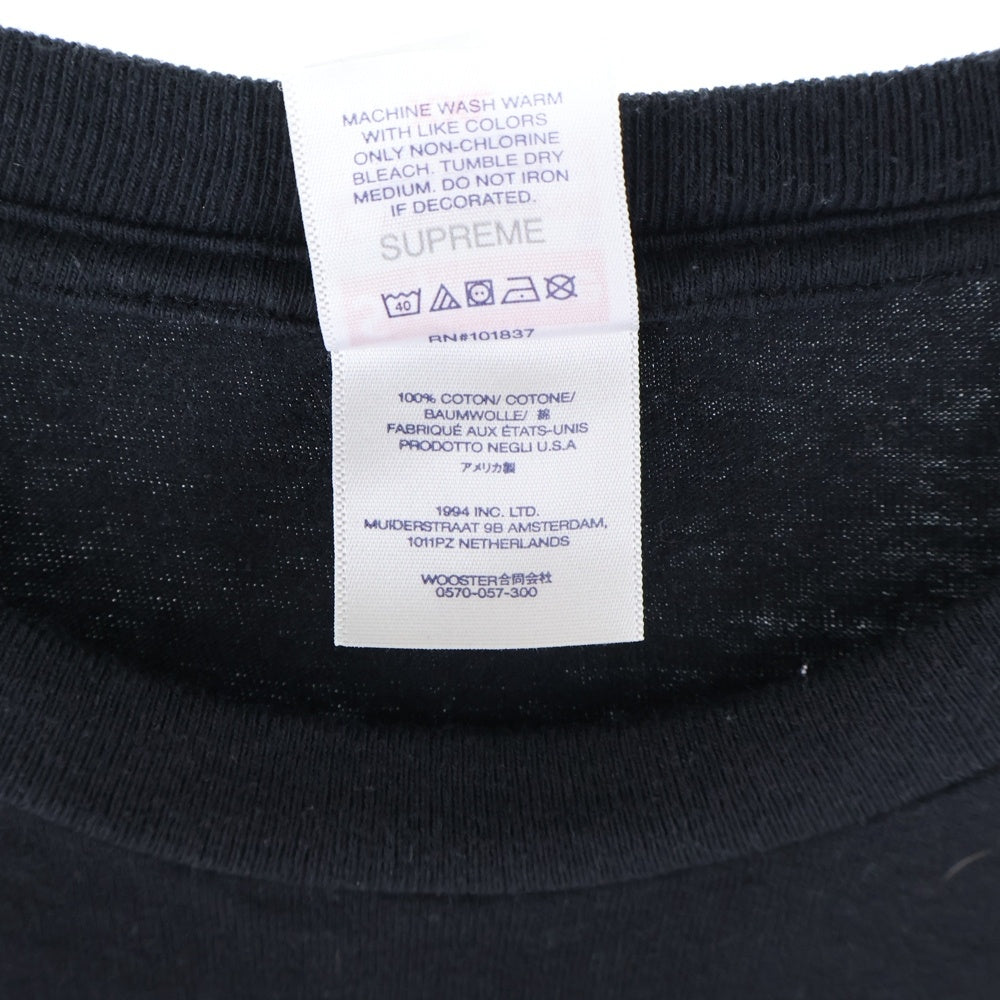 MACHINE WASH WARM
WITH LIKE COLORS
ONLY NON-CHLORINE
BLEACH. TUMBLE DRY
MEDIUM. DO NOT IRON
IF DECORATED.
SUPREME
40
RN#101837
100% COTON/ COTONE/
BAUMWOLLE/ 綿
FABRIQUÉ AUX ÉTATS-UNIS
PRODOTTO NEGLI U.S.A
アメリカ製
1994 INC. LTD.
MUIDERSTRAAT 9B AMSTERDAM,
1011PZ NETHERLANDS
WOOSTER合同会社
0570-057-300